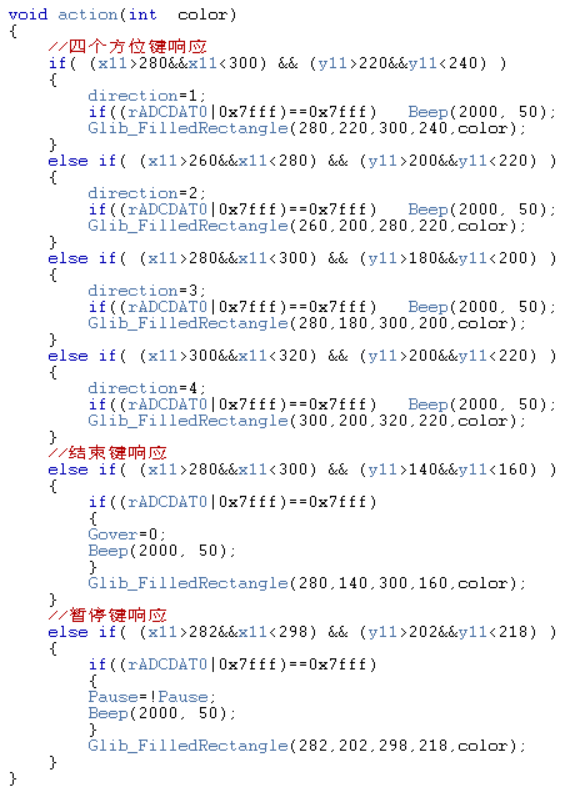 void action(int  color)
{
    //四个方位键响应
    if( (x11>280&&x11<300) && (y11>220&&y11<240) )
    {
        direction=1;
        if((rADCDAT0|0x7fff)==0x7fff)   Beep(2000, 50);
        Glib_FilledRectangle(280,220,300,240,color);
    }
    else if( (x11>260&&x11<280) && (y11>200&&y11<220) )
    {
        direction=2;
        if((rADCDAT0|0x7fff)==0x7fff)   Beep(2000, 50);
        Glib_FilledRectangle(260,200,280,220,color);
    }
    else if( (x11>280&&x11<300) && (y11>180&&y11<200) )
    {
        direction=3;
        if((rADCDAT0|0x7fff)==0x7fff)   Beep(2000, 50);
        Glib_FilledRectangle(280,180,300,200,color);
    }
    else if( (x11>300&&x11<320) && (y11>200&&y11<220) )
    {
        direction=4;
        if((rADCDAT0|0x7fff)==0x7fff)   Beep(2000, 50);
        Glib_FilledRectangle(300,200,320,220,color);
    }
    //结束键响应
    else if( (x11>280&&x11<300) && (y11>140&&y11<160) )
    {
        if((rADCDAT0|0x7fff)==0x7fff)
        {
        Gover=0;
        Beep(2000, 50);
        }
        Glib_FilledRectangle(280,140,300,160,color);
    }
    //暂停键响应
    else if( (x11>282&&x11<298) && (y11>202&&y11<218) )
    {
        if((rADCDAT0|0x7fff)==0x7fff)
        {
        Pause=!Pause;
        Beep(2000, 50);
        }
        Glib_FilledRectangle(282,202,298,218,color);
    }
}